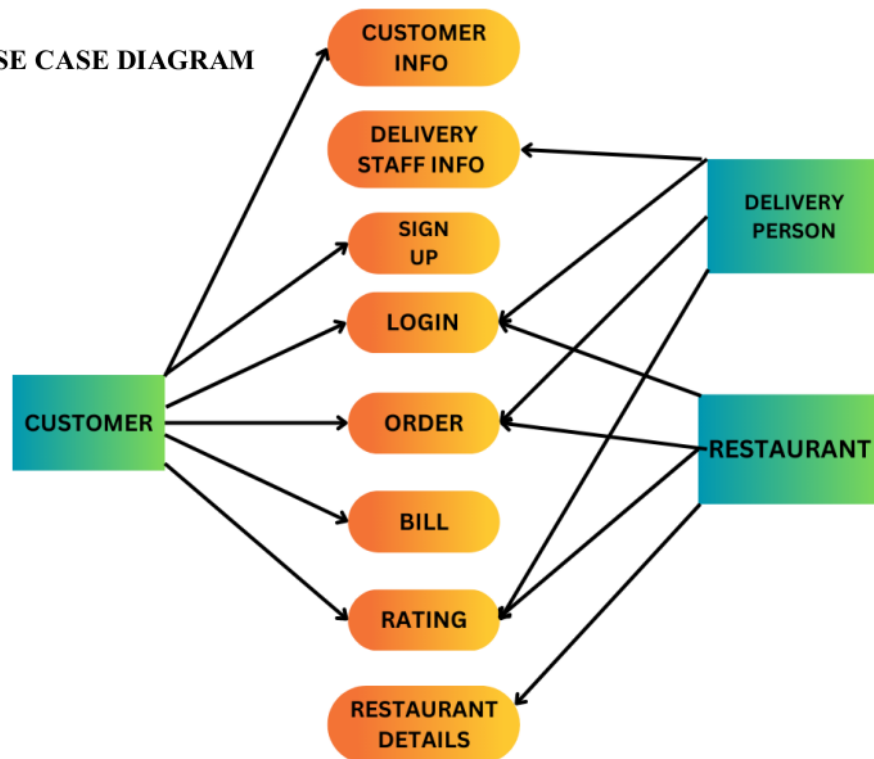 SE CASE DIAGRAM
CUSTOMER
INFO
DELIVERY
STAFF INFO
SIGN
UP
LOGIN
ORDER
BILL
RATING
RESTAURANT
DETAILS
CUSTOMER
DELIVERY
PERSON
RESTAURANT